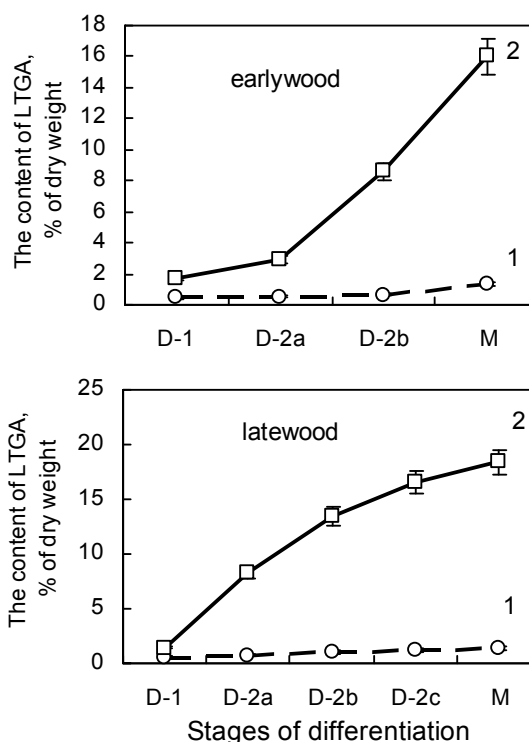 The content of LTGA,
% of dry weight
18
16
14
12
10
8
6
4
2
0
earlywood
2
1
D-1 D-2a D-2b M
The content of LTGA,
% of dry weight
25
20
15
10
5
0
latewood
2
1
D-1 D-2a D-2b D-2c M
Stages of differentiation